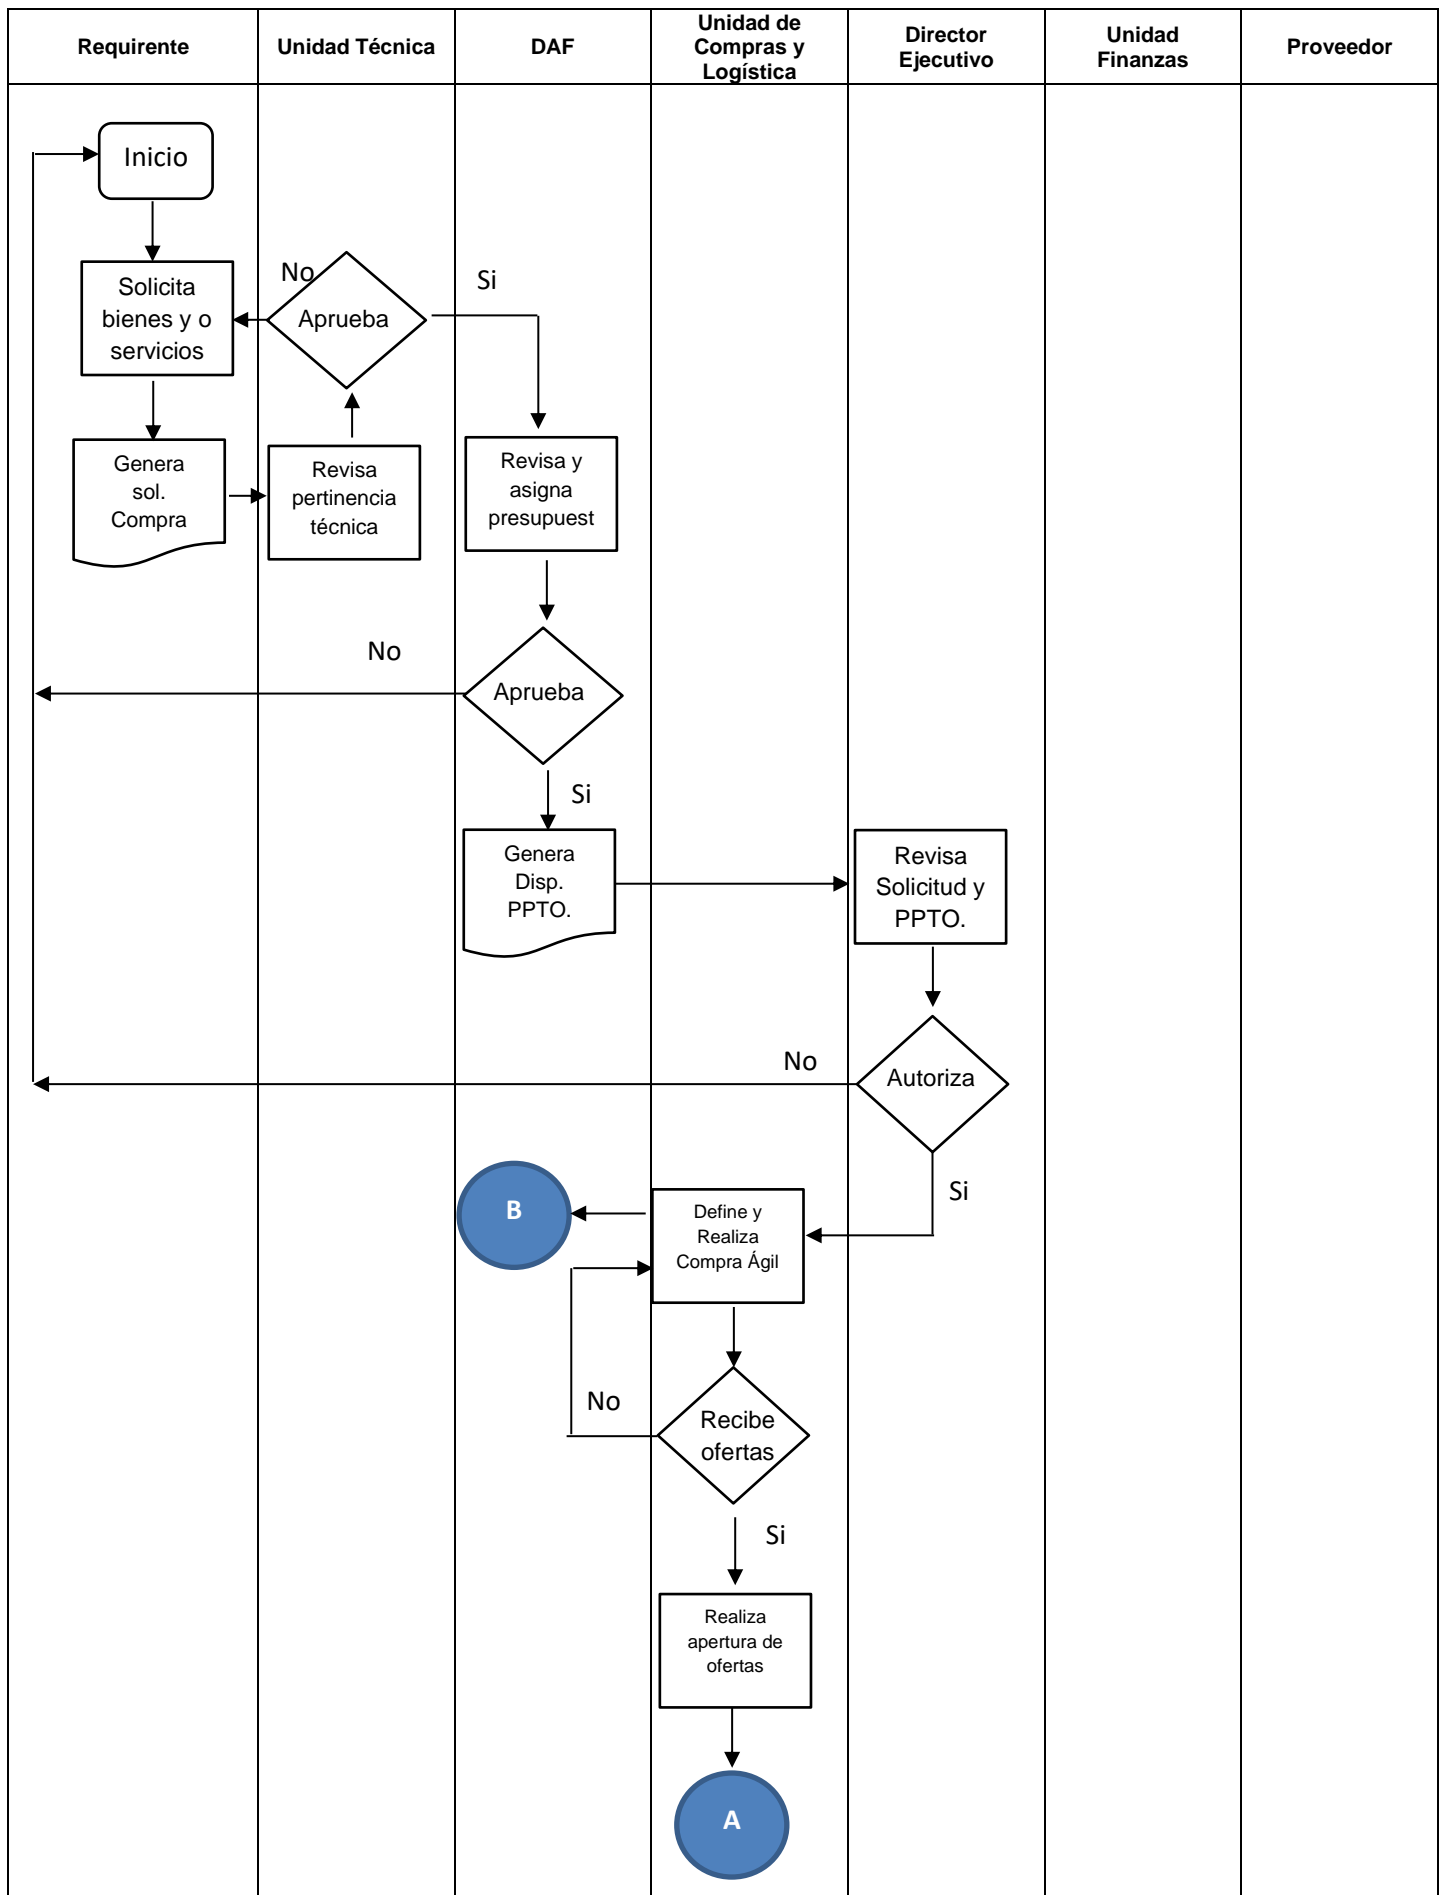 Requirente
Unidad Técnica
DAF
Unidad de
Compras y
Logística
Director
Ejecutivo
Unidad
Finanzas
Proveedor
Inicio
Solicita
bienes y o
servicios
No
Aprueba
Si
Genera
sol.
Compra
Revisa
pertinencia
técnica
Revisa y
asigna
presupuest
No
Aprueba
Si
Genera
Disp.
PPTO.
Revisa
Solicitud y
PPTO.
No
Autoriza
Si
B
Define y
Realiza
Compra Ágil
No
Recibe
ofertas
Si
Realiza
apertura de
ofertas
A